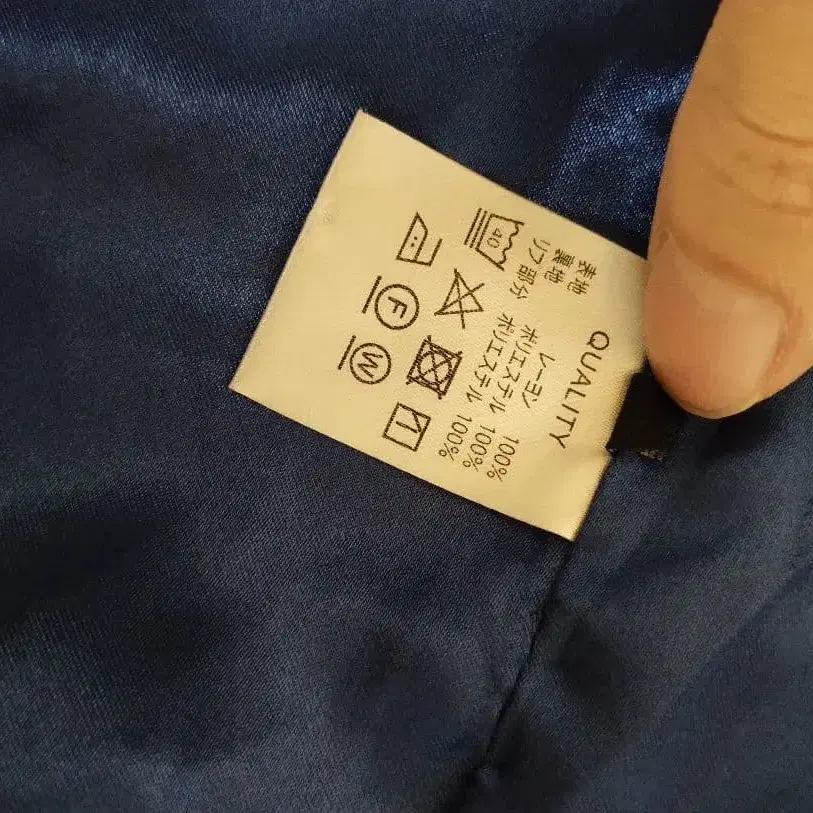 QUALITY
表地 レーヨン 100%
裏地 ポリエステル 100%
リブ部分 ポリエステル 100%
40
F
W